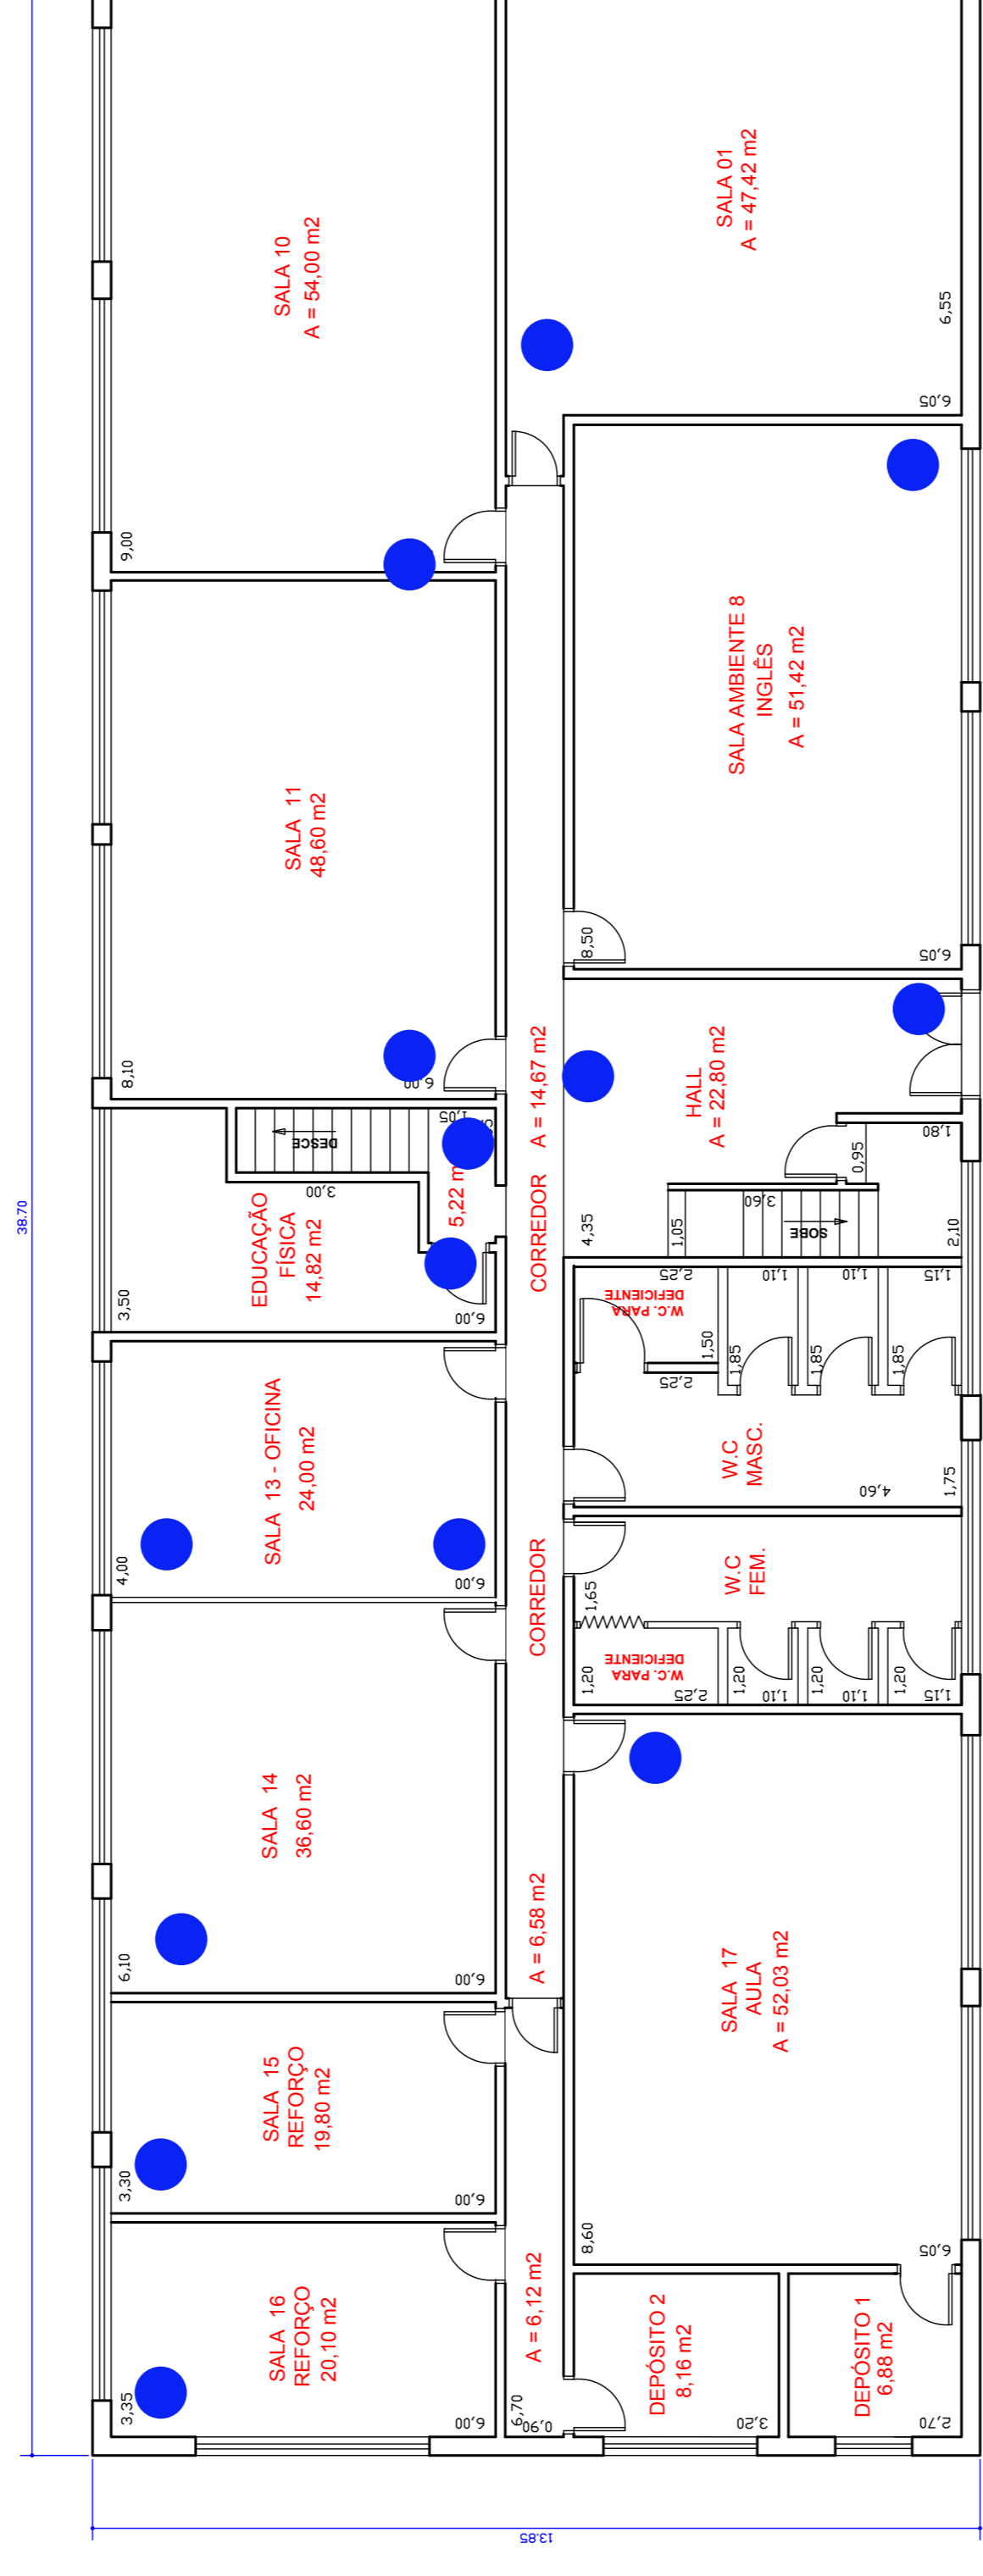 SALA 10
A = 54,00 m2
9,00
SALA 01
A = 47,42 m2
6,55
6,05
SALA 11
48,60 m2
8,10
6,00
SALA AMBIENTE 8
INGLÊS
A = 51,42 m2
8,50
6,05
CORREDOR A = 14,67 m2
HALL
A = 22,80 m2
4,35
1,80
0,95
3,60
1,05
SOBE
2,10
DESCE
1,05
3,00
5,22 m
EDUCAÇÃO
FÍSICA
14,82 m2
3,50
6,00
38.70
W.C. PARA
DEFICIENTE
2,25
1,50
2,25
1,10
1,10
1,15
1,85
1,85
1,85
W.C
MASC.
4,60
1,75
SALA 13 - OFICINA
24,00 m2
4,00
6,00
CORREDOR
W.C
FEM.
1,65
W.C. PARA
DEFICIENTE
1,20
2,25
1,20
1,10
1,20
1,10
1,20
1,15
SALA 14
36,60 m2
6,10
6,00
A = 6,58 m2
SALA 17
AULA
A = 52,03 m2
8,60
6,05
SALA 15
REFORÇO
19,80 m2
3,30
6,00
SALA 16
REFORÇO
20,10 m2
3,35
6,00
A = 6,12 m2
6,70
0,90
DEPÓSITO 2
8,16 m2
3,20
DEPÓSITO 1
6,88 m2
2,70
13.85